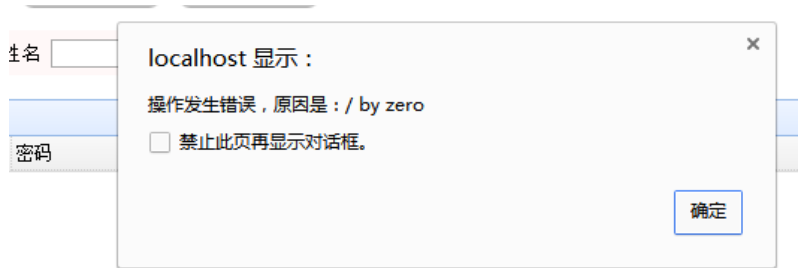 姓名
localhost 显示：
操作发生错误，原因是：/ by zero
密码
禁止此页再显示对话框。
确定